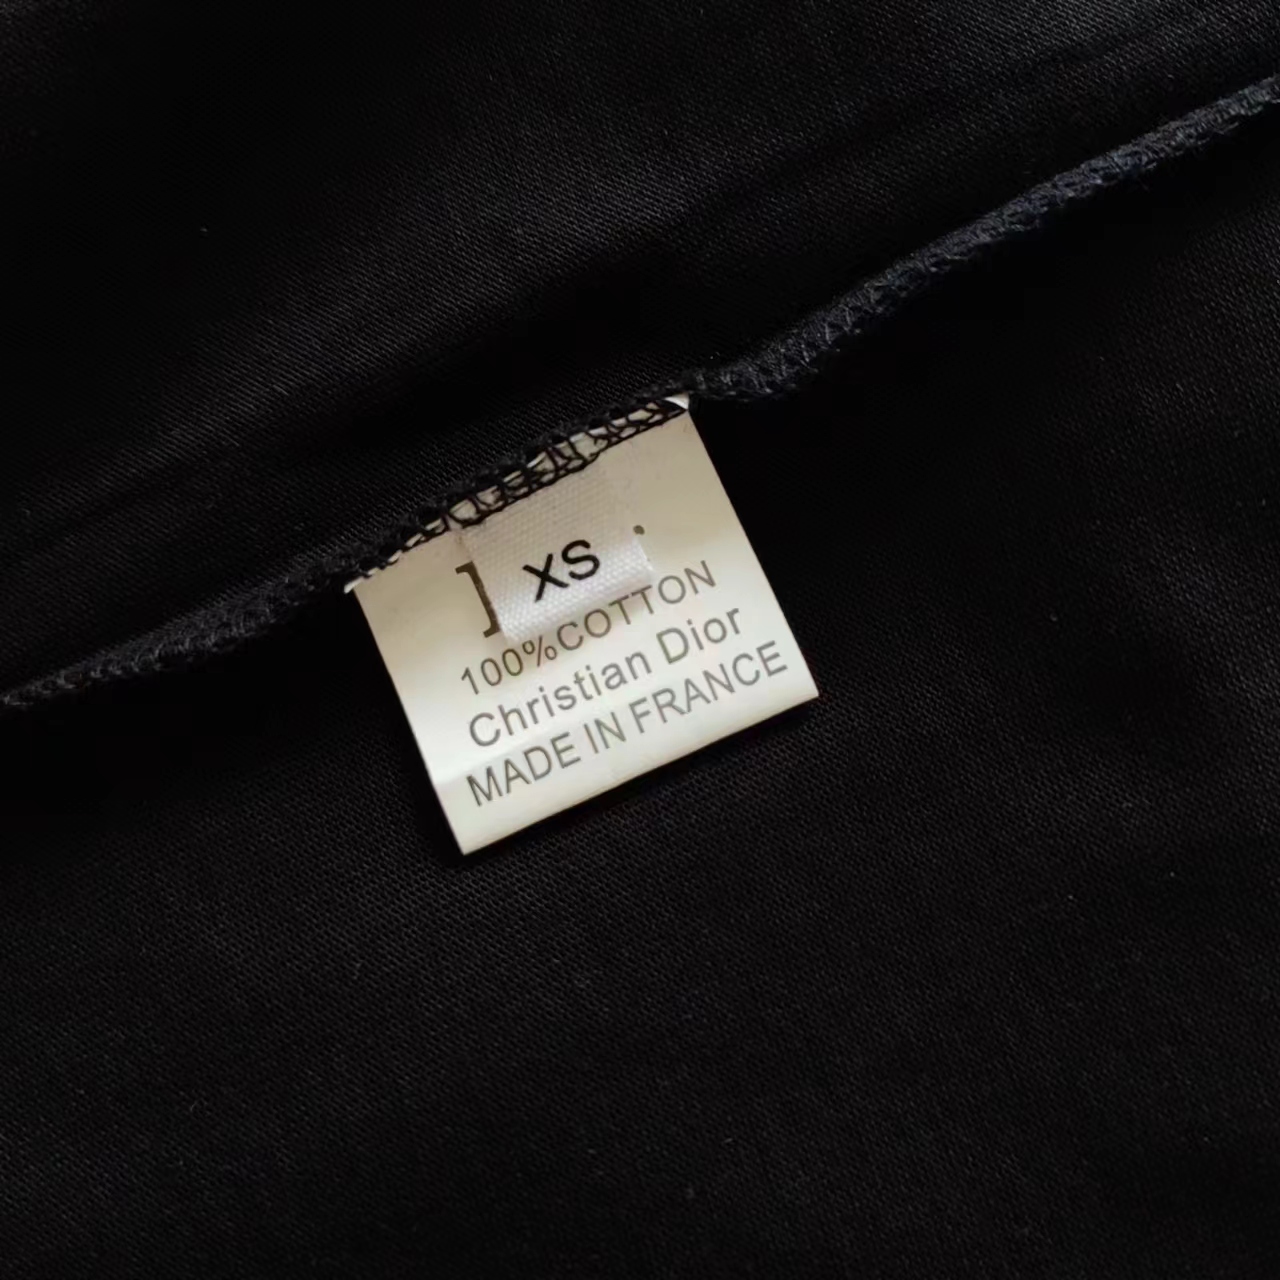 XS
100%COTTON
Christian Dior
MADE IN FRANCE